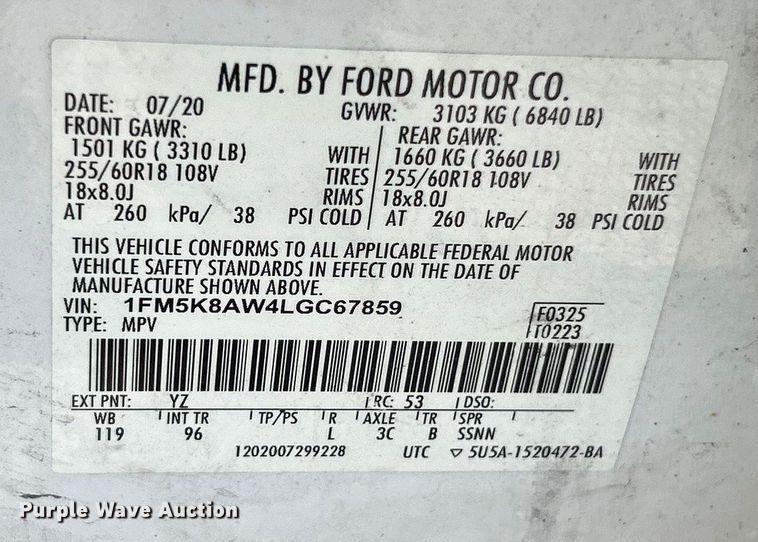 MFD. BY FORD MOTOR CO.
DATE: 07/20 GVWR: 3103 KG ( 6840 LB)
FRONT GAWR: REAR GAWR:
1501 KG ( 3310 LB) WITH 1660 KG ( 3660 LB) WITH
255/60R18 108V TIRES 255/60R18 108V TIRES
18x8.0J RIMS 18x8.0J RIMS
AT 260 kPa/ 38 PSI COLD AT 260 kPa/ 38 PSI COLD
THIS VEHICLE CONFORMS TO ALL APPLICABLE FEDERAL MOTOR
VEHICLE SAFETY STANDARDS IN EFFECT ON THE DATE OF
MANUFACTURE SHOWN ABOVE.
VIN: 1FM5K8AW4LGC67859 F0325
TYPE: MPV T0223
EXT PNT: YZ RC: 53 DSO:
WB INT TR TP/PS R AXLE TR SPR
119 96 L 3C B SSNN
1202007299228 UTC ▽ 5U5A-1520472-BA
Purple Wave Auction